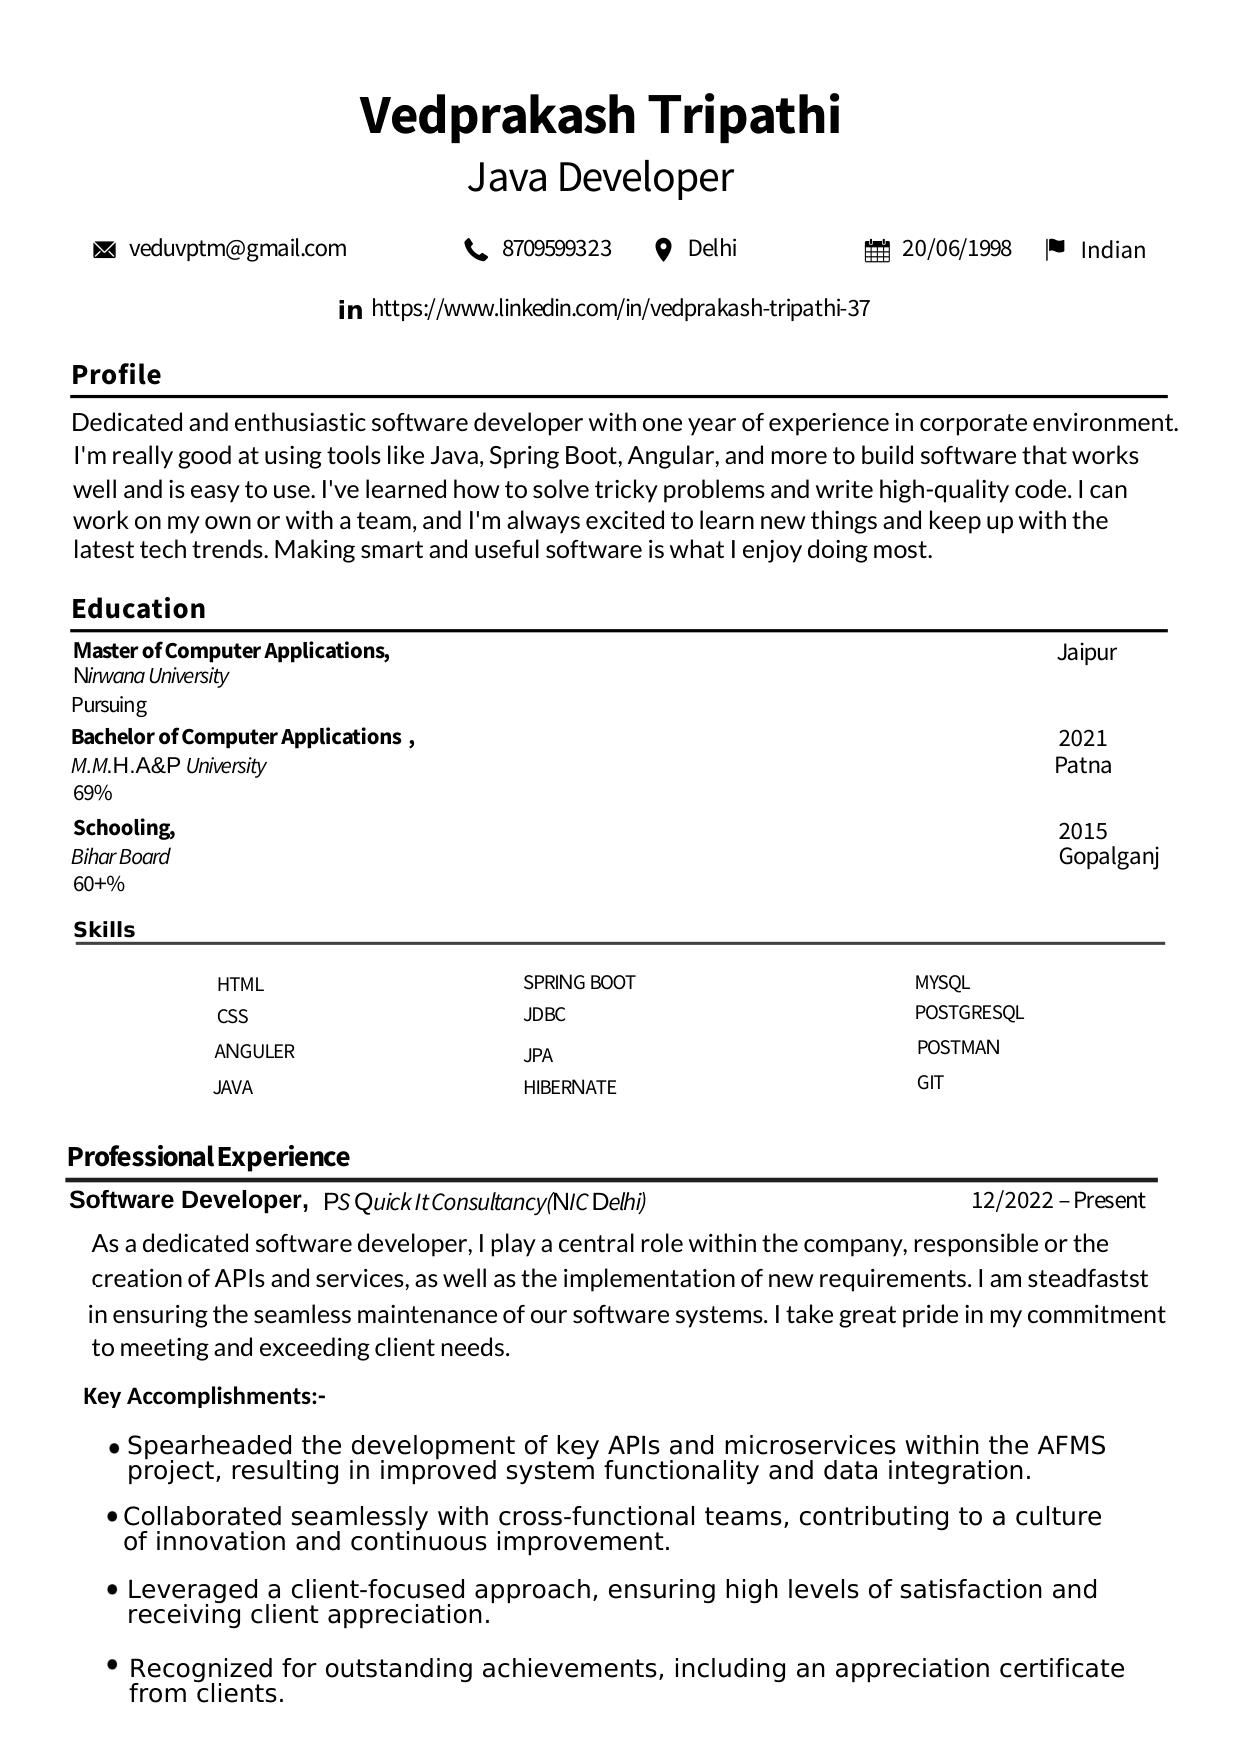 Vedprakash Tripathi
Java Developer
veduvptm@gmail.com 8709599323 Delhi 20/06/1998 Indian
in https://www.linkedin.com/in/vedprakash-tripathi-37
Profile
Dedicated and enthusiastic software developer with one year of experience in corporate environment.
I'm really good at using tools like Java, Spring Boot, Angular, and more to build software that works
well and is easy to use. I've learned how to solve tricky problems and write high-quality code. I can
work on my own or with a team, and I'm always excited to learn new things and keep up with the
latest tech trends. Making smart and useful software is what I enjoy doing most.
Education
Master of Computer Applications, Jaipur
Nirwana University
Pursuing
Bachelor of Computer Applications , 2021
M.M.H.A&P University Patna
69%
Schooling, 2015
Bihar Board Gopalganj
60+%
Skills
HTML SPRING BOOT MYSQL
CSS JDBC POSTGRESQL
ANGULER JPA POSTMAN
JAVA HIBERNATE GIT
Professional Experience
Software Developer, PS Quick It Consultancy(NIC Delhi) 12/2022 – Present
As a dedicated software developer, I play a central role within the company, responsible or the
creation of APIs and services, as well as the implementation of new requirements. I am steadfastst
in ensuring the seamless maintenance of our software systems. I take great pride in my commitment
to meeting and exceeding client needs.
Key Accomplishments:-
• Spearheaded the development of key APIs and microservices within the AFMS
project, resulting in improved system functionality and data integration.
• Collaborated seamlessly with cross-functional teams, contributing to a culture
of innovation and continuous improvement.
• Leveraged a client-focused approach, ensuring high levels of satisfaction and
receiving client appreciation.
• Recognized for outstanding achievements, including an appreciation certificate
from clients.